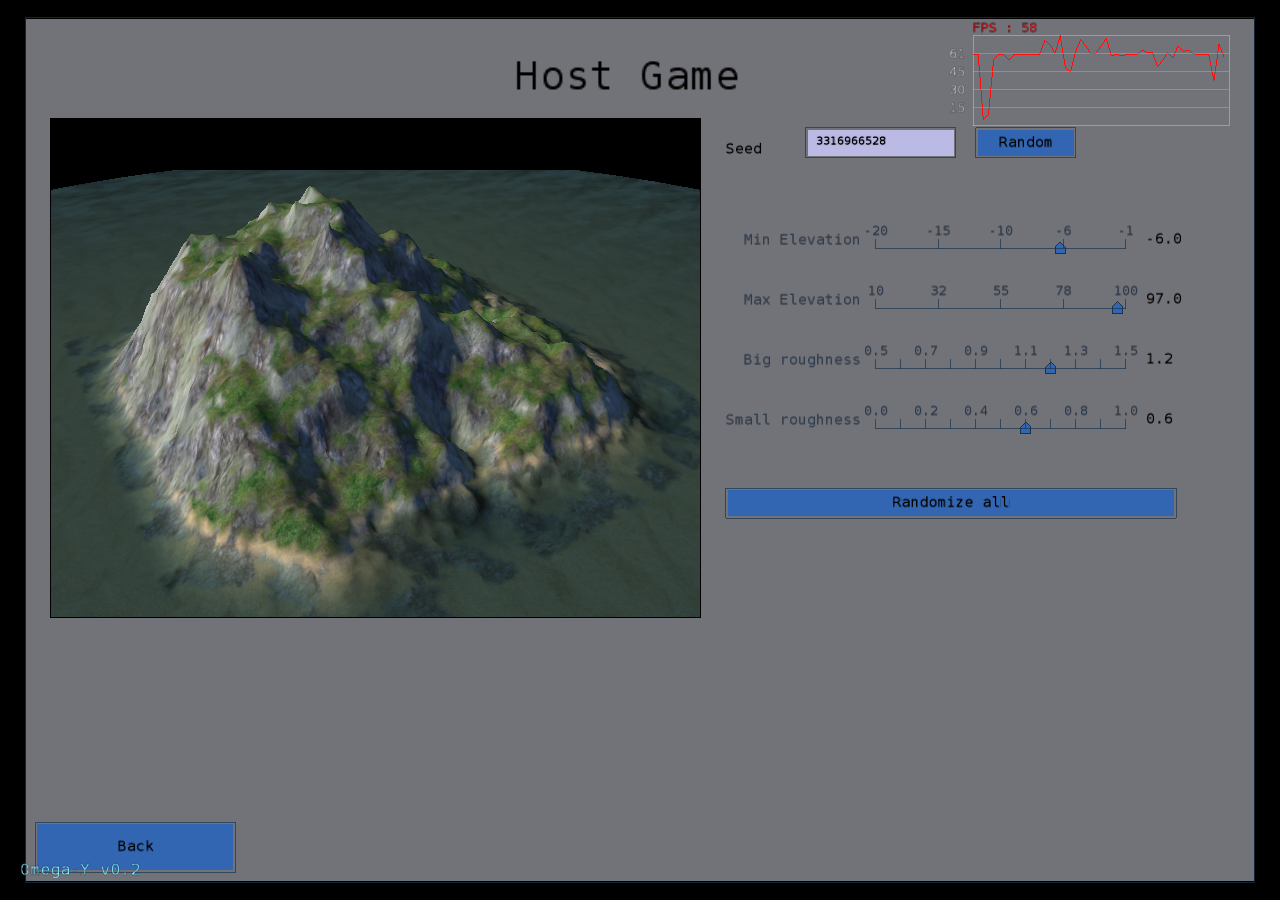 FPS : 58
Host Game
61
45
30
15
Seed 3316966528 Random
-20 -15 -10 -6 -1
Min Elevation -6.0
10 32 55 78 100
Max Elevation 97.0
0.5 0.7 0.9 1.1 1.3 1.5
Big roughness 1.2
0.0 0.2 0.4 0.6 0.8 1.0
Small roughness 0.6
Randomize all
Back
Omega Y v0.2